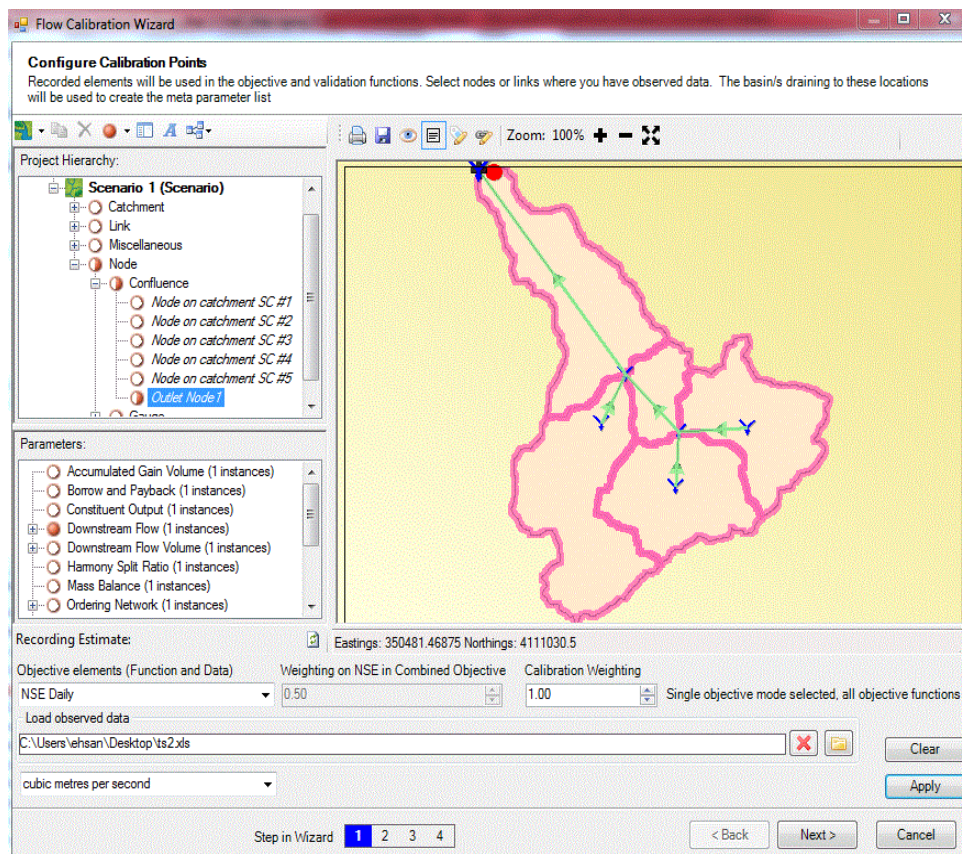 Flow Calibration Wizard
Configure Calibration Points
Recorded elements will be used in the objective and validation functions. Select nodes or links where you have observed data. The basin/s draining to these locations
will be used to create the meta parameter list
Zoom: 100%
Project Hierarchy:
Scenario 1 (Scenario)
Catchment
Link
Miscellaneous
Node
Confluence
Node on catchment SC #1
Node on catchment SC #2
Node on catchment SC #3
Node on catchment SC #4
Node on catchment SC #5
Outlet Node1
Gauge
Parameters:
Accumulated Gain Volume (1 instances)
Borrow and Payback (1 instances)
Constituent Output (1 instances)
Downstream Flow (1 instances)
Downstream Flow Volume (1 instances)
Harmony Split Ratio (1 instances)
Mass Balance (1 instances)
Ordering Network (1 instances)
Recording Estimate:
Eastings: 350481.46875 Northings: 4111030.5
Objective elements (Function and Data)
Weighting on NSE in Combined Objective
Calibration Weighting
NSE Daily
0.50
1.00
Single objective mode selected, all objective functions
Load observed data
C:\Users\ehsan\Desktop\ts2.xls
Clear
cubic metres per second
Apply
Step in Wizard 1 2 3 4
< Back
Next >
Cancel